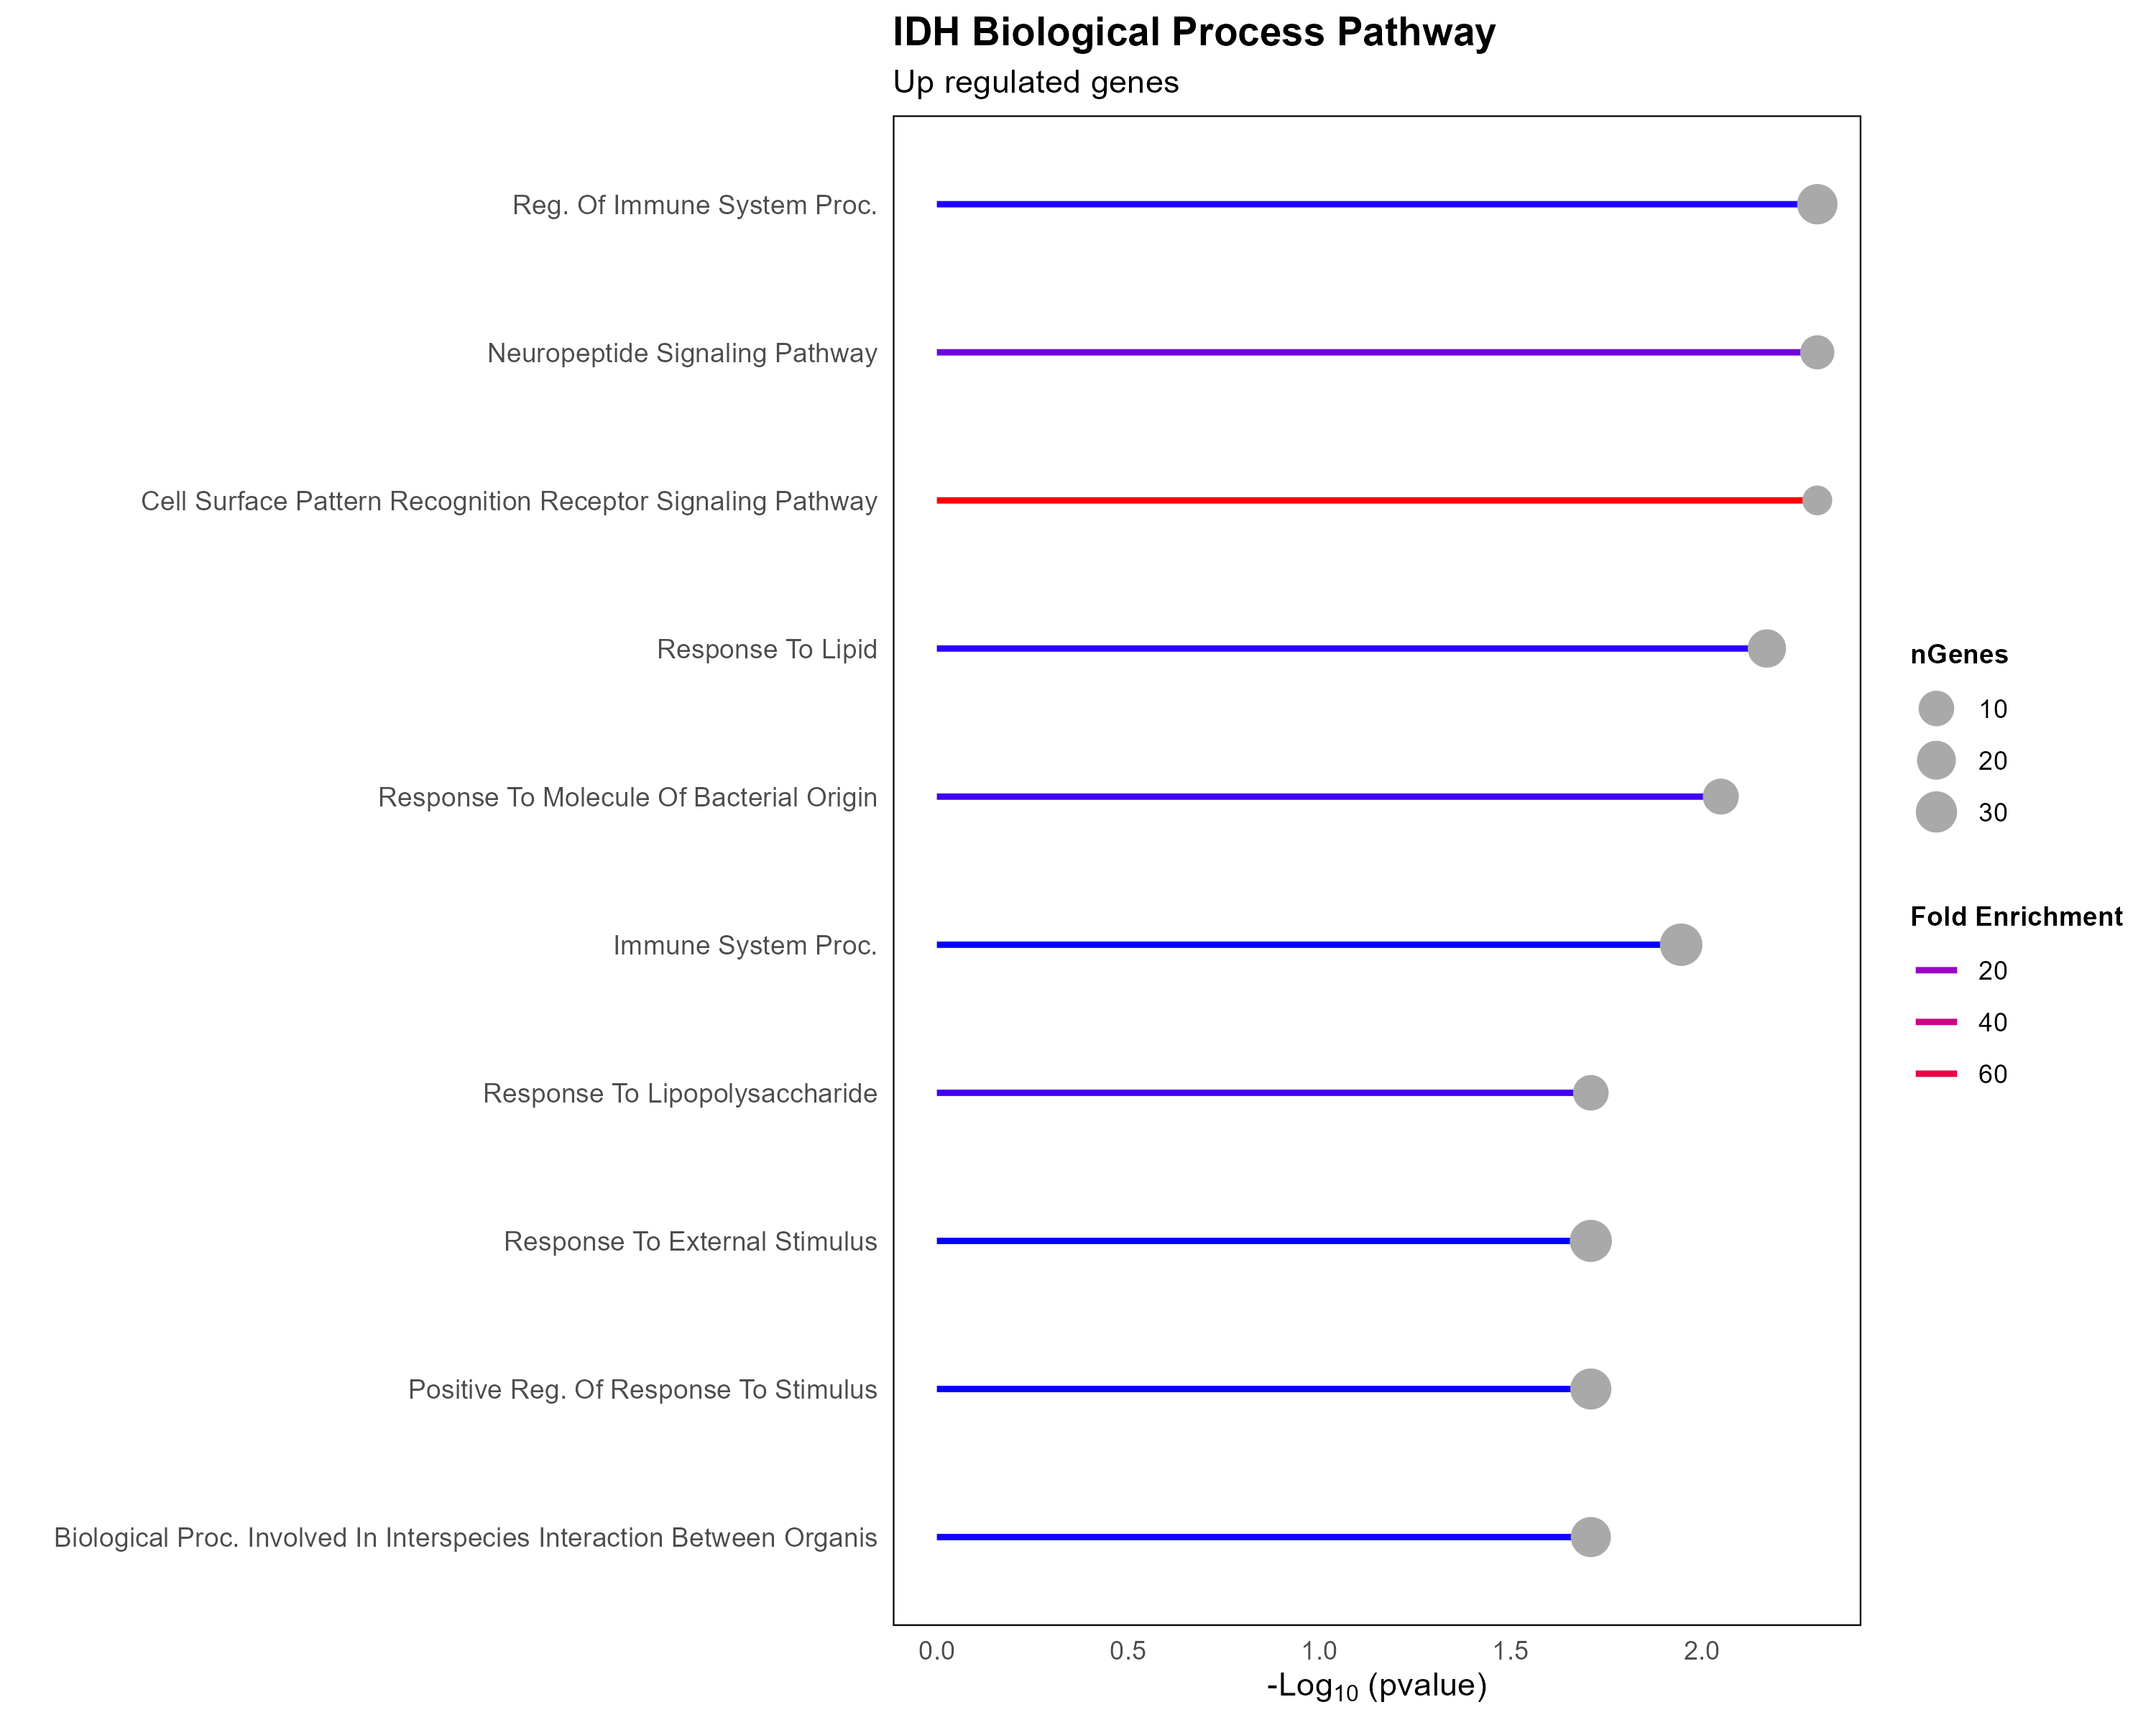 IDH Biological Process Pathway
Up regulated genes
Reg. Of Immune System Proc.
Neuropeptide Signaling Pathway
Cell Surface Pattern Recognition Receptor Signaling Pathway
Response To Lipid
Response To Molecule Of Bacterial Origin
Immune System Proc.
Response To Lipopolysaccharide
Response To External Stimulus
Positive Reg. Of Response To Stimulus
Biological Proc. Involved In Interspecies Interaction Between Organis
0.0 0.5 1.0 1.5 2.0
-Log10 (pvalue)
nGenes
10
20
30
Fold Enrichment
20
40
60